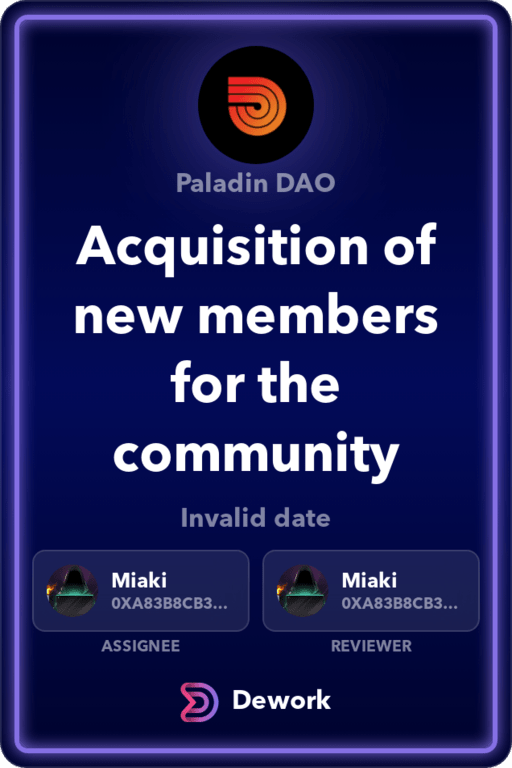 Paladin DAO
Acquisition of
new members
for the
community
Invalid date
Miaki
0XA83B8CB3...
Miaki
0XA83B8CB3...
ASSIGNEE
REVIEWER
Dework